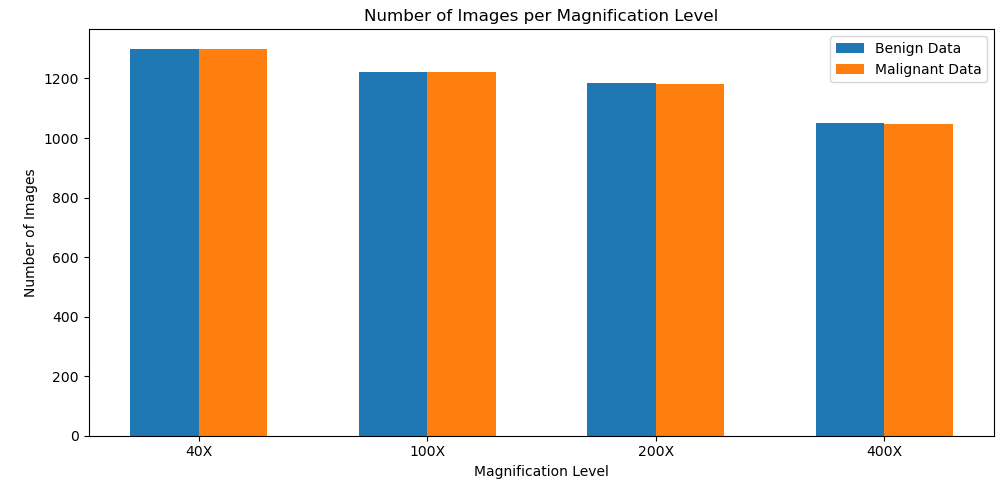 Number of Images per Magnification Level
Benign Data
Malignant Data
Number of Images
1200
1000
800
600
400
200
0
40X
100X
200X
400X
Magnification Level